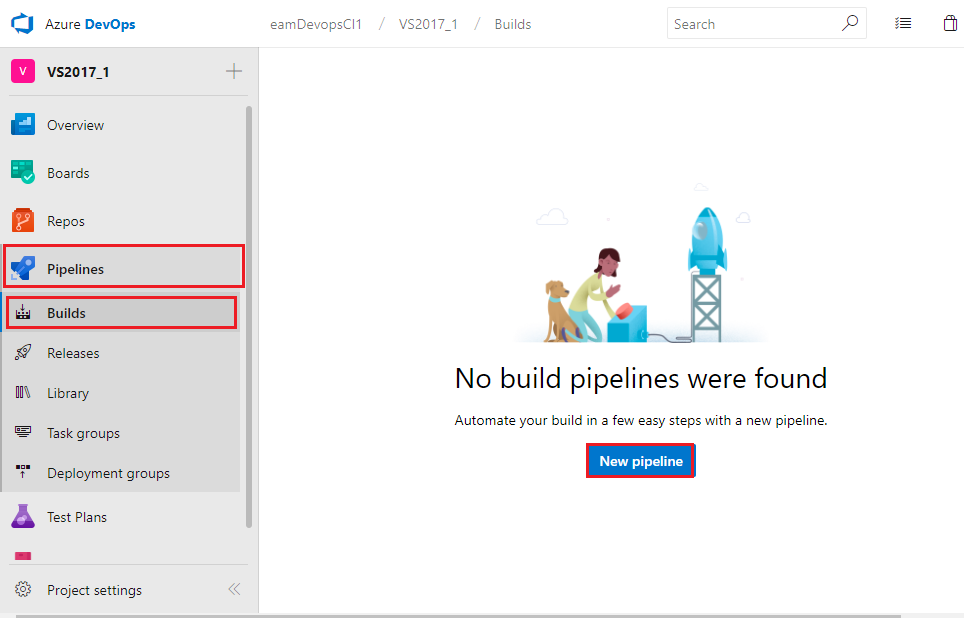 Azure DevOps
eamDevopsCI1 / VS2017_1 / Builds
Search
V VS2017_1
Overview
Boards
Repos
Pipelines
Builds
Releases
Library
Task groups
Deployment groups
Test Plans
Project settings
No build pipelines were found
Automate your build in a few easy steps with a new pipeline.
New pipeline